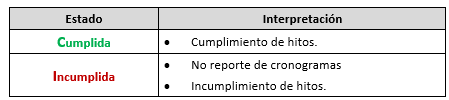 Estado Interpretación
Cumplida • Cumplimiento de hitos.
• No reporte de cronogramas
Incumplida
• Incumplimiento de hitos.